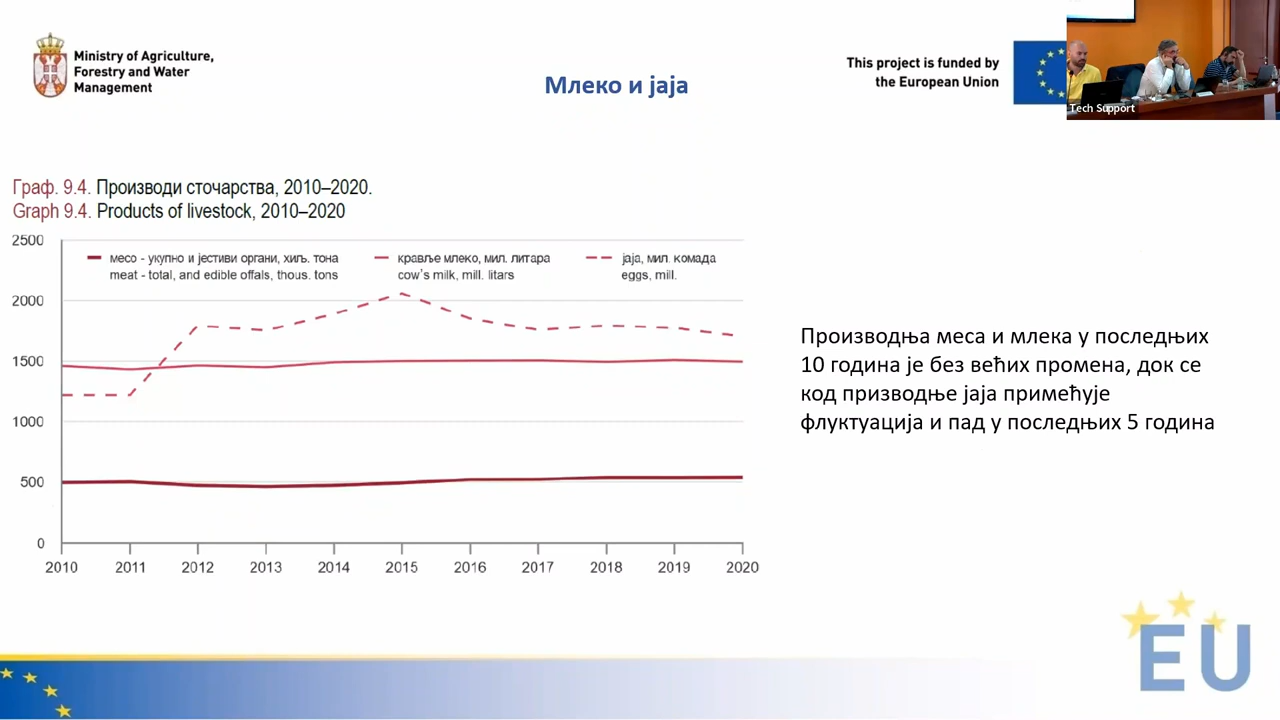 Ministry of Agriculture,
Forestry and Water
Management
Млеко и јаја
This project is funded by
the European Union
Tech Support
Граф. 9.4. Производи сточарства, 2010–2020.
Graph 9.4. Products of livestock, 2010–2020
2500
2000
1500
1000
500
0
месо - укупно и јестиви органи, хиљ. тона
meat - total, and edible offals, thous. tons
кравље млеко, мил. литара
cow's milk, mill. litars
јаја, мил. комада
eggs, mill.
2010 2011 2012 2013 2014 2015 2016 2017 2018 2019 2020
Производња меса и млека у последњих
10 година је без већих промена, док се
код призводње јаја примећује
флуктуација и пад у последњих 5 година
EU